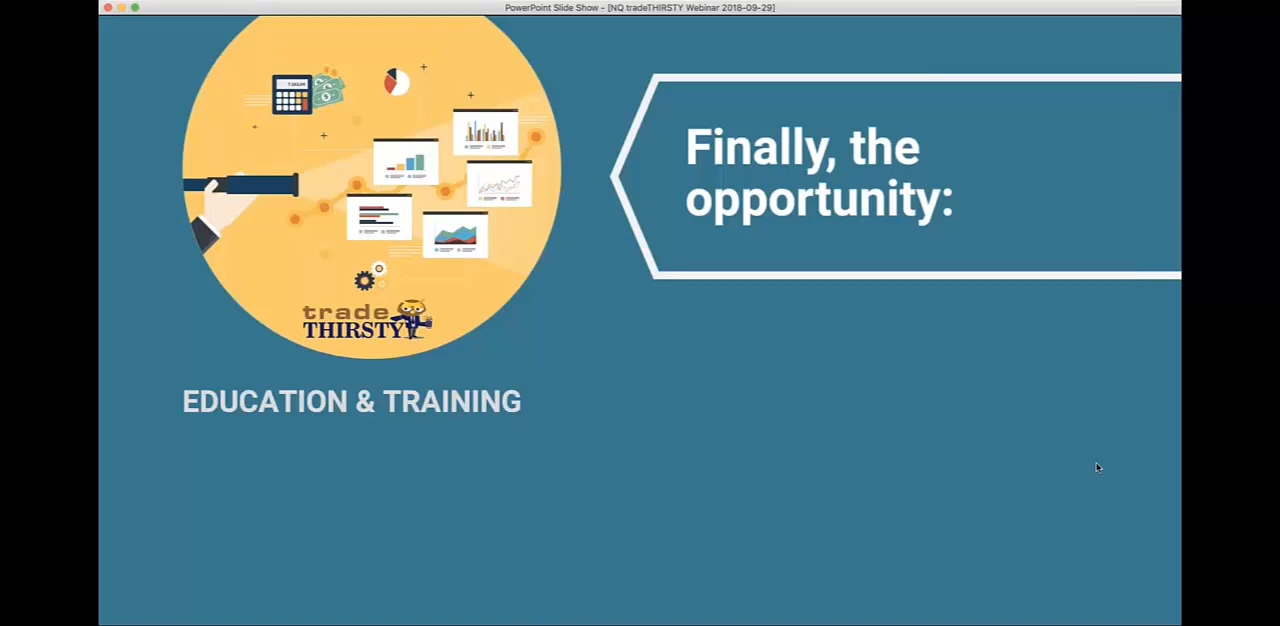 PowerPoint Slide Show - [NQ tradeTHIRSTY Webinar 2018-09-29]
Finally, the
opportunity:
trade
THIRSTY
EDUCATION & TRAINING